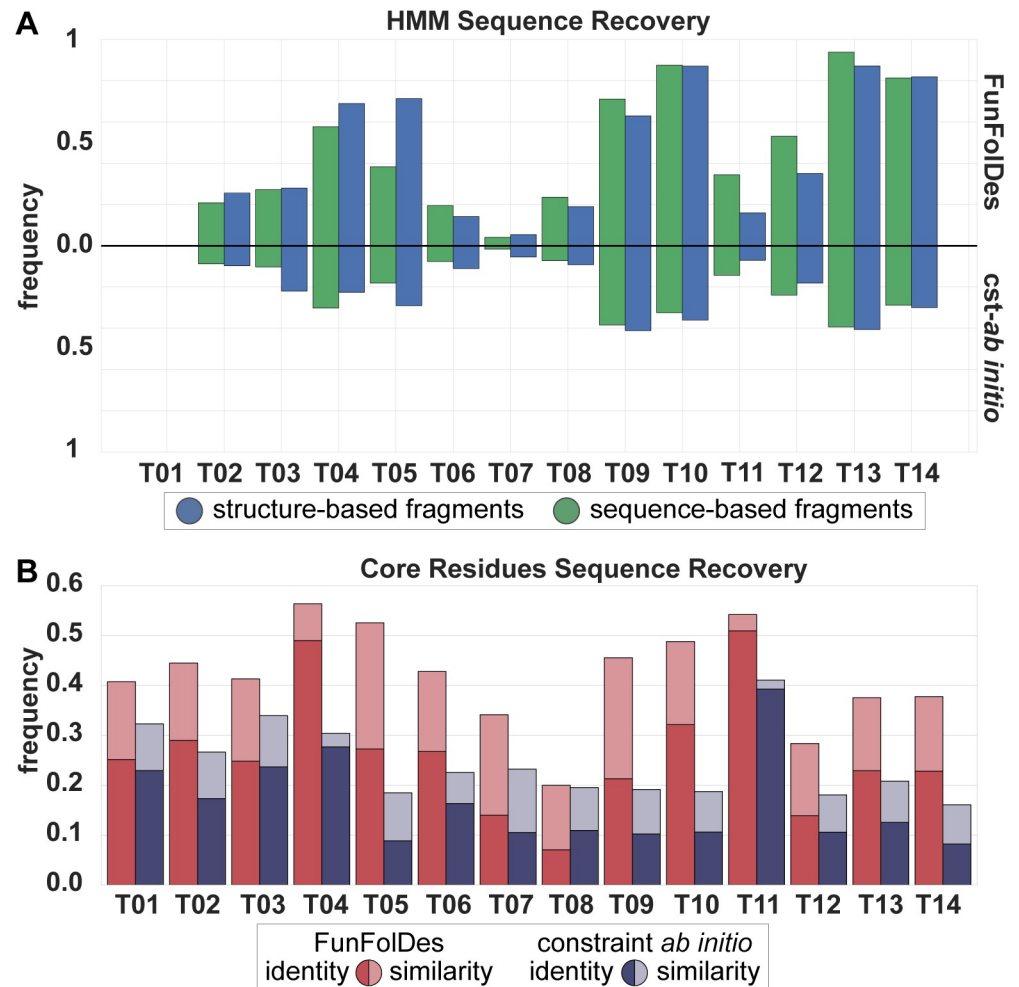 A
HMM Sequence Recovery
1
0.5
0.0
0.5
1
frequency
FunFolDes
cst-ab initio
T01 T02 T03 T04 T05 T06 T07 T08 T09 T10 T11 T12 T13 T14
structure-based fragments sequence-based fragments
B
Core Residues Sequence Recovery
0.6
0.5
0.4
0.3
0.2
0.1
0.0
frequency
T01 T02 T03 T04 T05 T06 T07 T08 T09 T10 T11 T12 T13 T14
FunFolDes constraint ab initio
identity similarity identity similarity